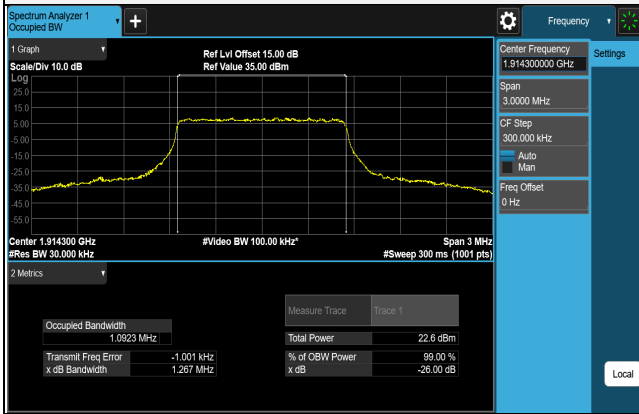 Spectrum Analyzer 1
Occupied BW
Frequency
1 Graph
Ref Lvl Offset 15.00 dB
Scale/Div 10.0 dB
Ref Value 35.00 dBm
Log
25.0
15.0
5.00
-5.00
-15.0
-25.0
-35.0
-45.0
-55.0
Center 1.914300 GHz
#Video BW 100.00 kHz*
Span 3 MHz
#Res BW 30.000 kHz
#Sweep 300 ms (1001 pts)
2 Metrics
Measure Trace
Trace 1
Occupied Bandwidth
1.0923 MHz
Total Power
22.6 dBm
Transmit Freq Error
-1.001 kHz
% of OBW Power
99.00 %
x dB Bandwidth
1.267 MHz
x dB
-26.00 dB
Center Frequency
1.914300000 GHz
Settings
Span
3.0000 MHz
CF Step
300.000 kHz
Auto
Man
Freq Offset
0 Hz
Local